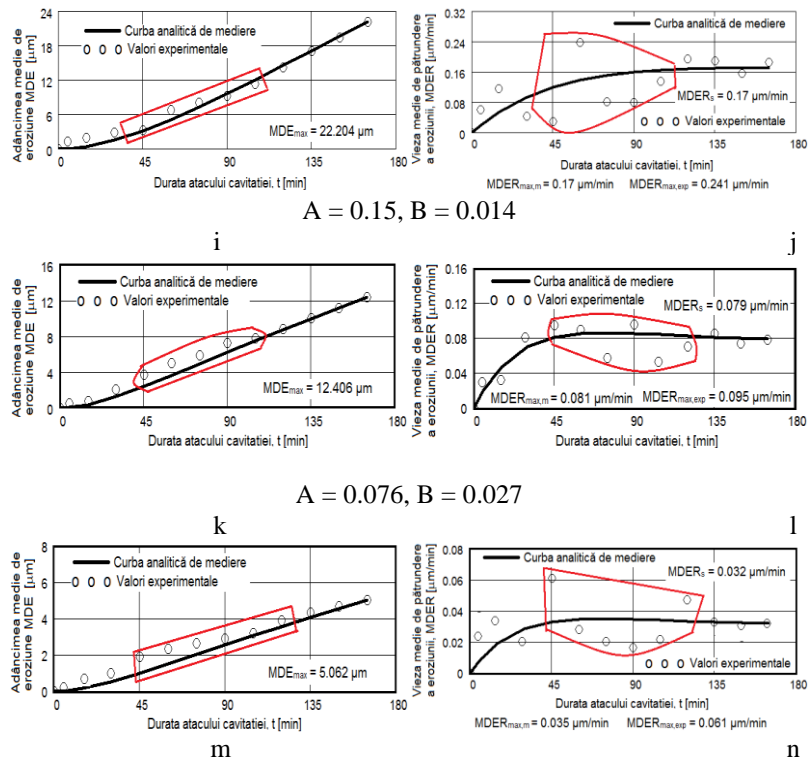 Adâncimea medie de
eroziune MDE [µm]
24
18
12
6
0
Curba analitică de mediere
Valori experimentale
MDEmax = 22.204 µm
45
90
135
180
Durata atacului cavitatiei, t [min]
Vieza medie de pătrundere
a eroziunii, MDER [µm/min]
0.32
0.24
0.16
0.08
0
Curba analitică de mediere
MDERs = 0.17 µm/min
Valori experimentale
0
45
90
135
180
Durata atacului cavitatiei, t [min]
MDERmax,m = 0.17 µm/min MDERmax,exp = 0.241 µm/min
A = 0.15, B = 0.014
i
j
Adâncimea medie de
eroziune MDE [µm]
16
12
8
4
0
Curba analitică de mediere
Valori experimentale
MDEmax = 12.406 µm
45
90
135
180
Durata atacului cavitatiei, t [min]
Vieza medie de pătrundere
a eroziunii, MDER [µm/min]
0.16
0.12
0.08
0.04
0
Curba analitică de mediere
Valori experimentale
MDERs = 0.079 µm/min
MDERmax,m = 0.081 µm/min MDERmax,exp = 0.095 µm/min
0
45
90
135
180
Durata atacului cavitatiei, t [min]
A = 0.076, B = 0.027
k
l
Adâncimea medie de
eroziune MDE [µm]
8
6
4
2
0
Curba analitică de mediere
Valori experimentale
MDEmax = 5.062 µm
45
90
135
180
Durata atacului cavitatiei, t [min]
Vieza medie de pătrundere
a eroziunii, MDER [µm/min]
0.08
0.06
0.04
0.02
0
Curba analitică de mediere
MDERs = 0.032 µm/min
Valori experimentale
0
45
90
135
180
Durata atacului cavitatiei, t [min]
MDERmax,m = 0.035 µm/min MDERmax,exp = 0.061 µm/min
m
n